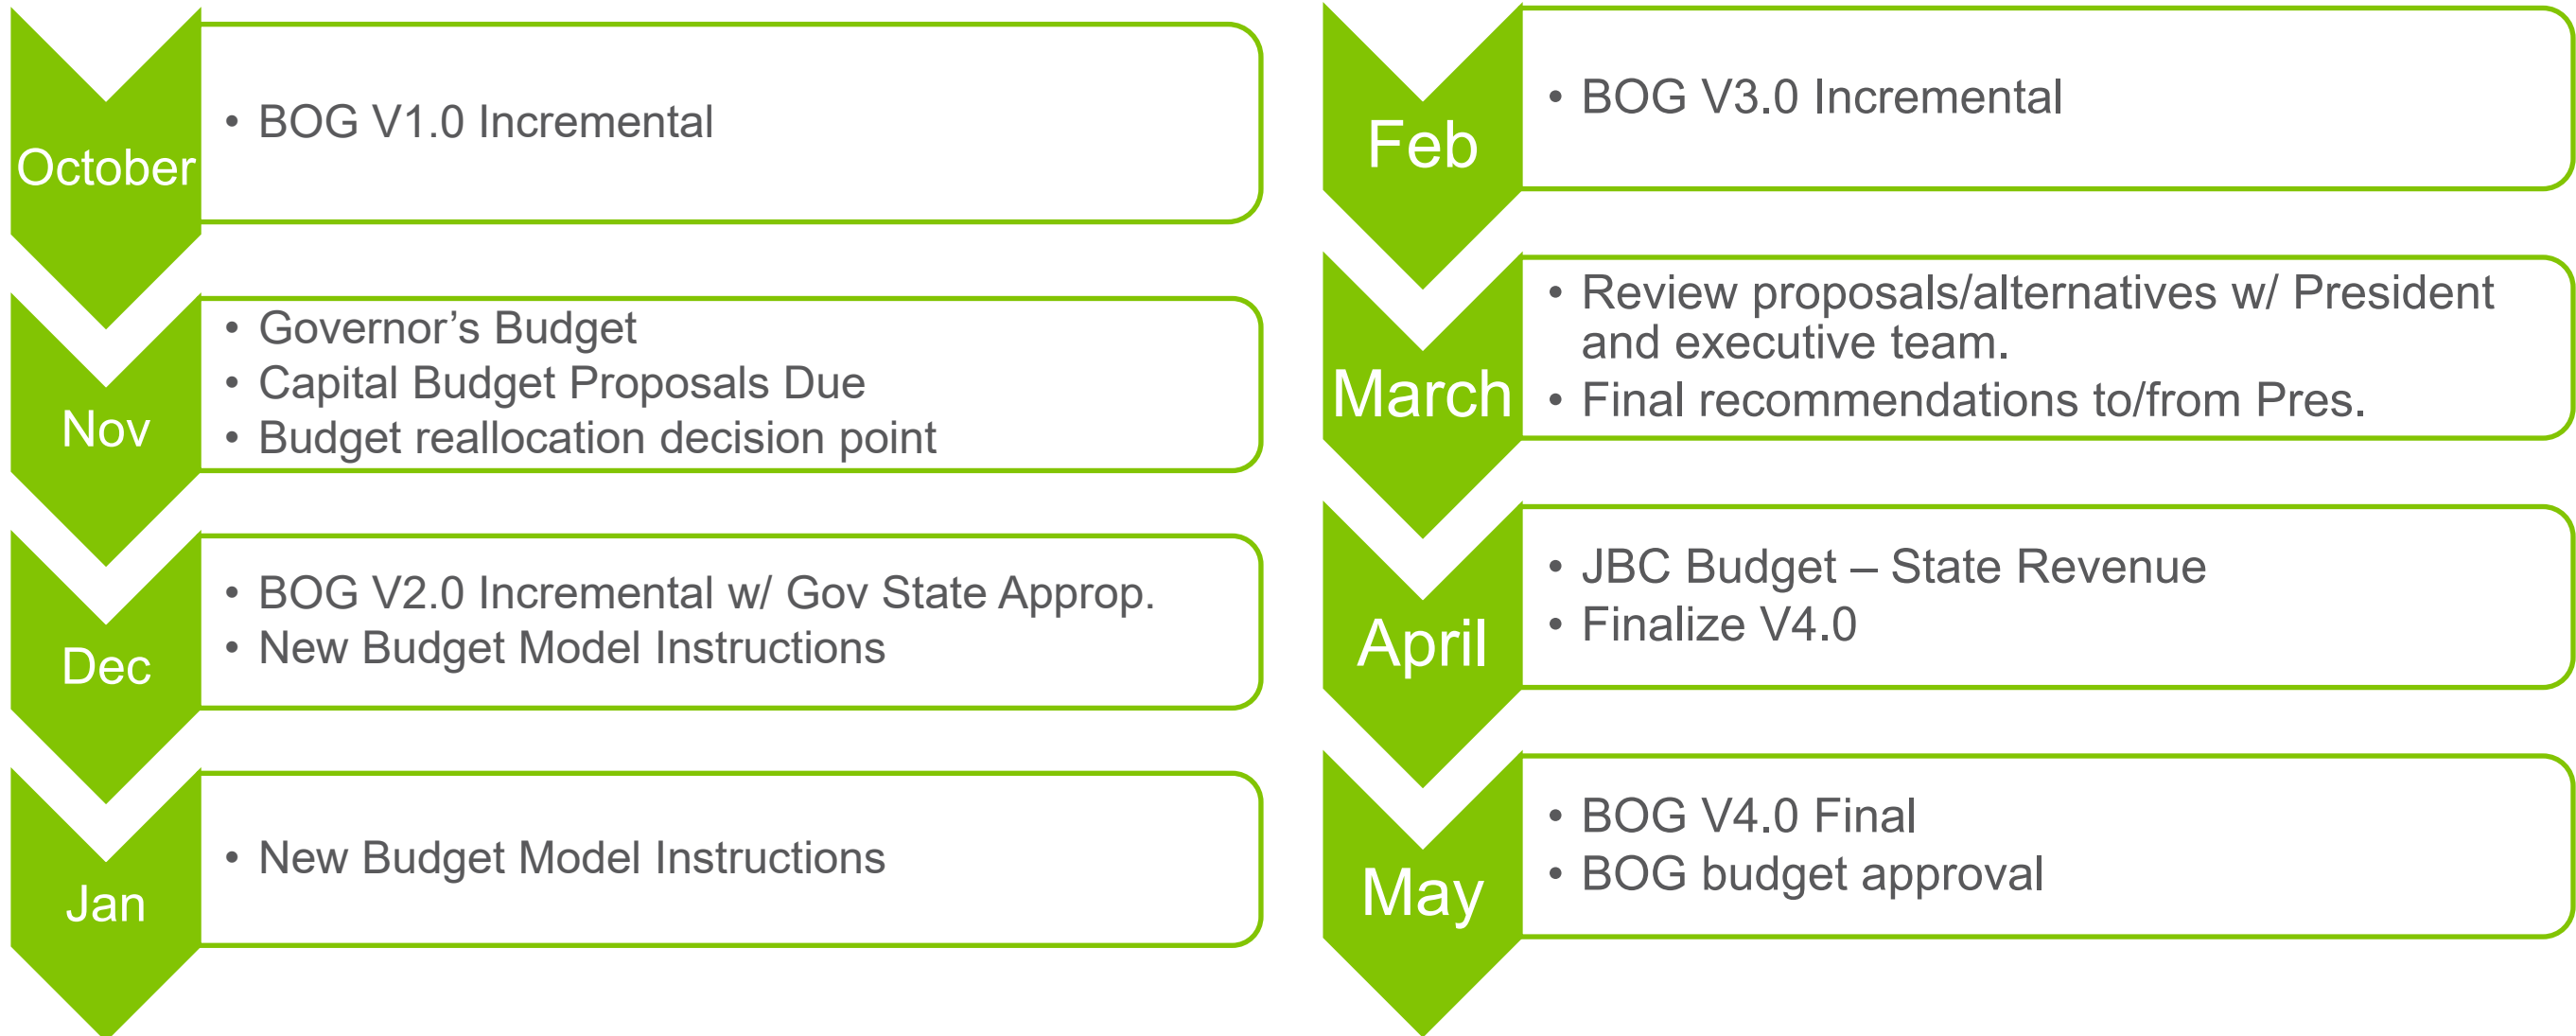 October
• BOG V1.0 Incremental
Nov
• Governor’s Budget
• Capital Budget Proposals Due
• Budget reallocation decision point
Dec
• BOG V2.0 Incremental w/ Gov State Approp.
• New Budget Model Instructions
Jan
• New Budget Model Instructions
Feb
• BOG V3.0 Incremental
March
• Review proposals/alternatives w/ President
and executive team.
• Final recommendations to/from Pres.
April
• JBC Budget – State Revenue
• Finalize V4.0
May
• BOG V4.0 Final
• BOG budget approval